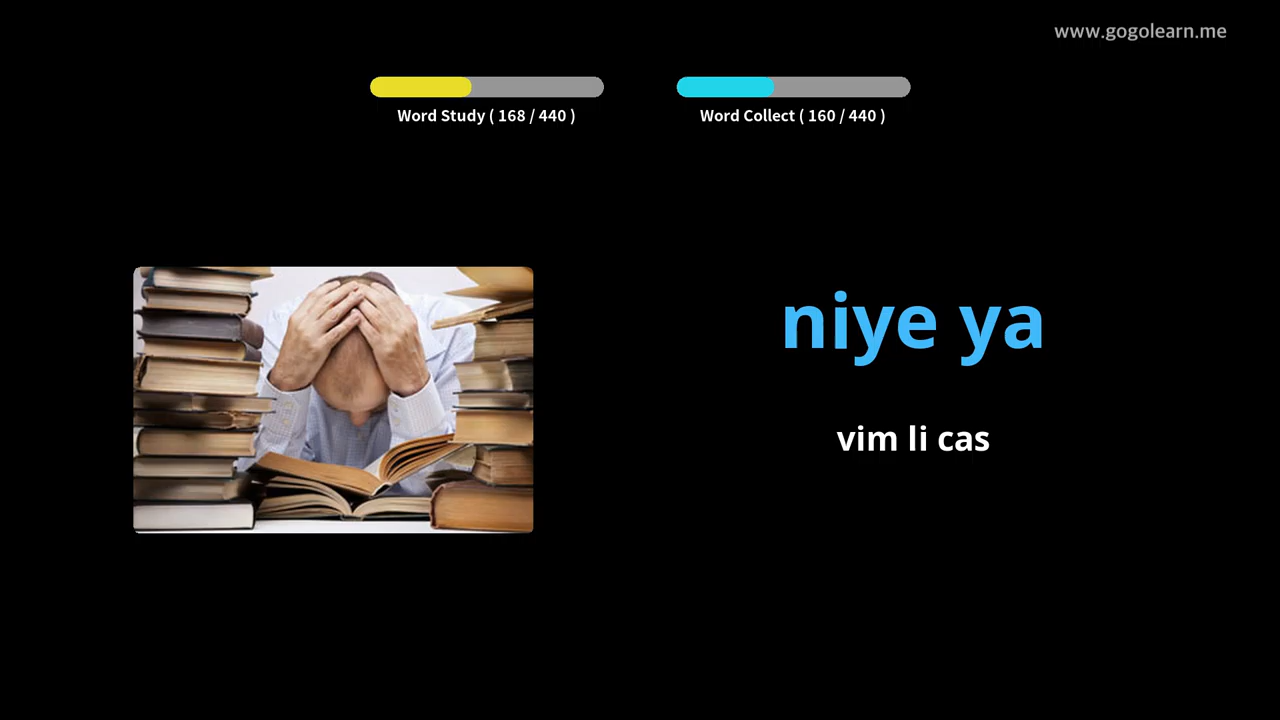 www.gogolearn.me
Word Study ( 168 / 440 )
Word Collect ( 160 / 440 )
niye ya
vim li cas